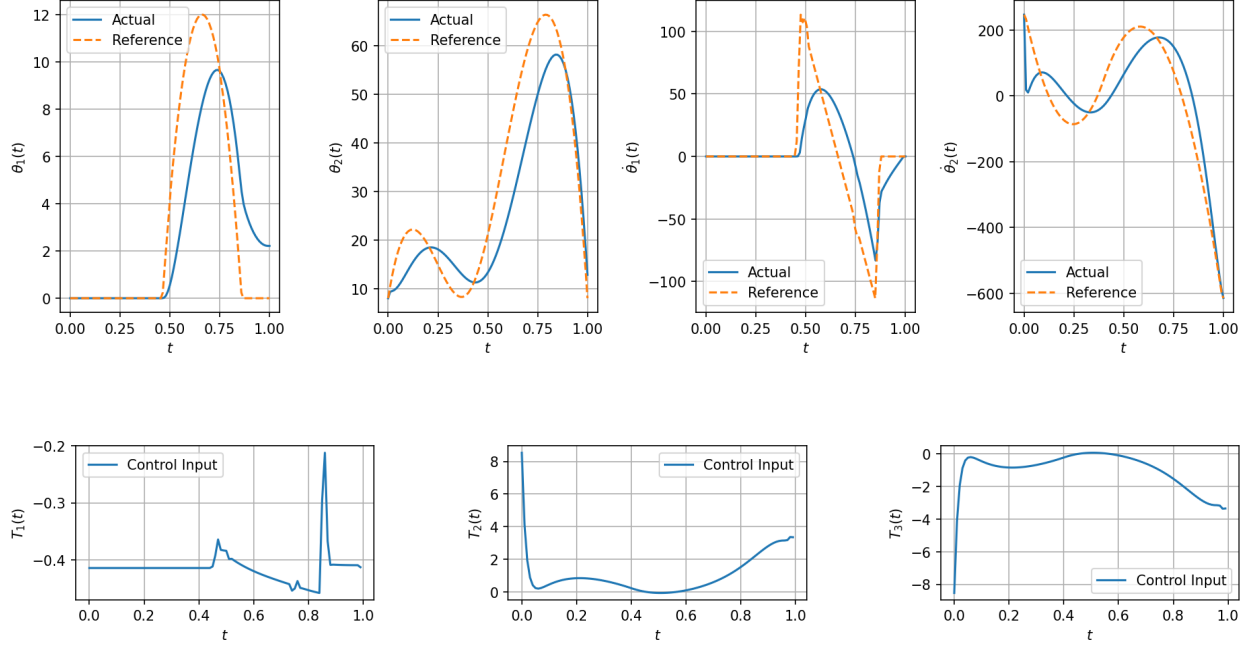 12
10
8
6
4
2
0
θ₁(t)
Actual
Reference
0.00 0.25 0.50 0.75 1.00
t
60
50
40
30
20
10
θ₂(t)
Actual
Reference
0.00 0.25 0.50 0.75 1.00
t
100
50
0
−50
−100
θ̇₁(t)
Actual
Reference
0.00 0.25 0.50 0.75 1.00
t
200
0
−200
−400
−600
θ̇₂(t)
Actual
Reference
0.00 0.25 0.50 0.75 1.00
t
−0.2
−0.3
−0.4
T₁(t)
Control Input
0.0 0.2 0.4 0.6 0.8 1.0
t
8
6
4
2
0
T₂(t)
Control Input
0.0 0.2 0.4 0.6 0.8 1.0
t
0
−2
−4
−6
−8
T₃(t)
Control Input
0.0 0.2 0.4 0.6 0.8 1.0
t